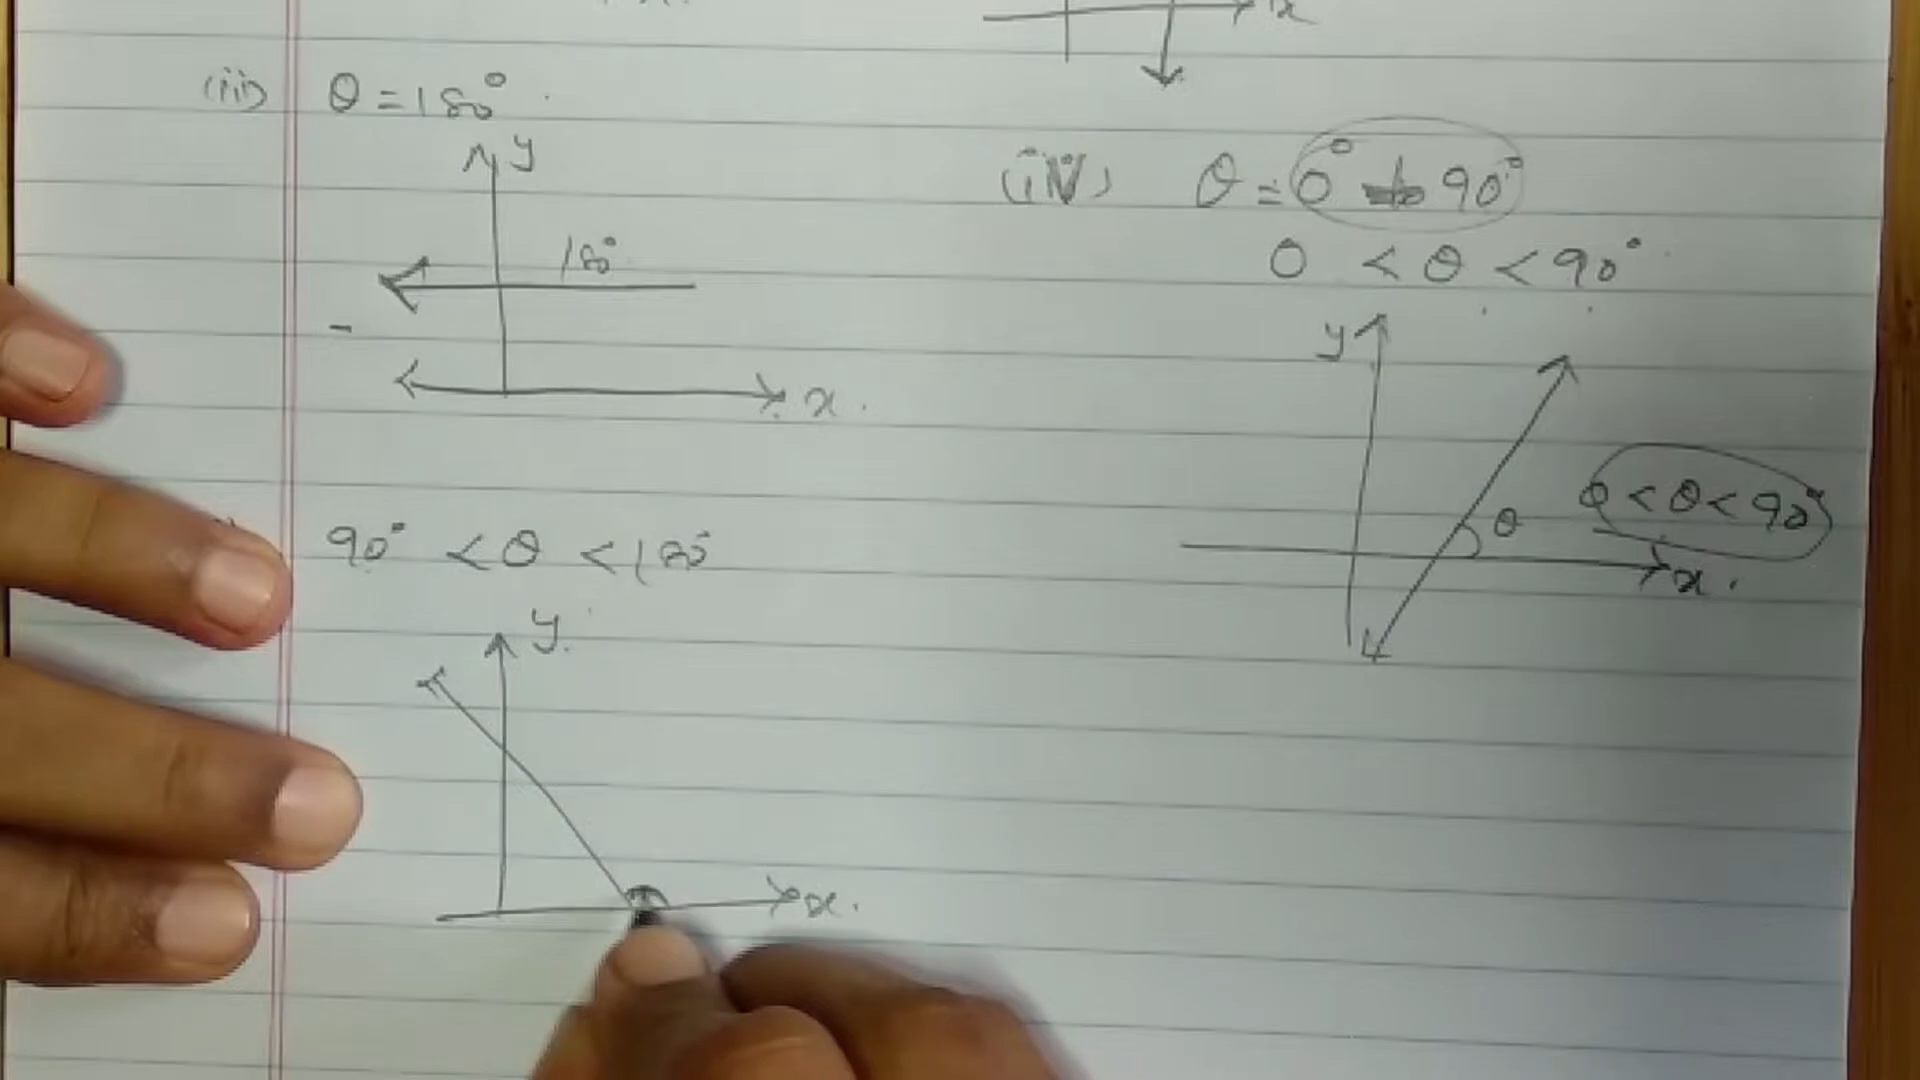 x
(iii) θ = 180°
y
180°
x.
(iv) θ = 0° to 90°
0 < θ < 90°
y
θ 0 < θ < 90°
x.
90° < θ < 180°
y.
x.